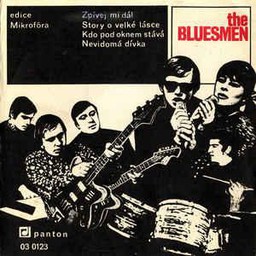 edice
Mikrofóra
Zpívej mi dál
Story o velké lásce
Kdo pod oknem stává
Nevidomá dívka
the
BLUESMEN
panton
03 0123